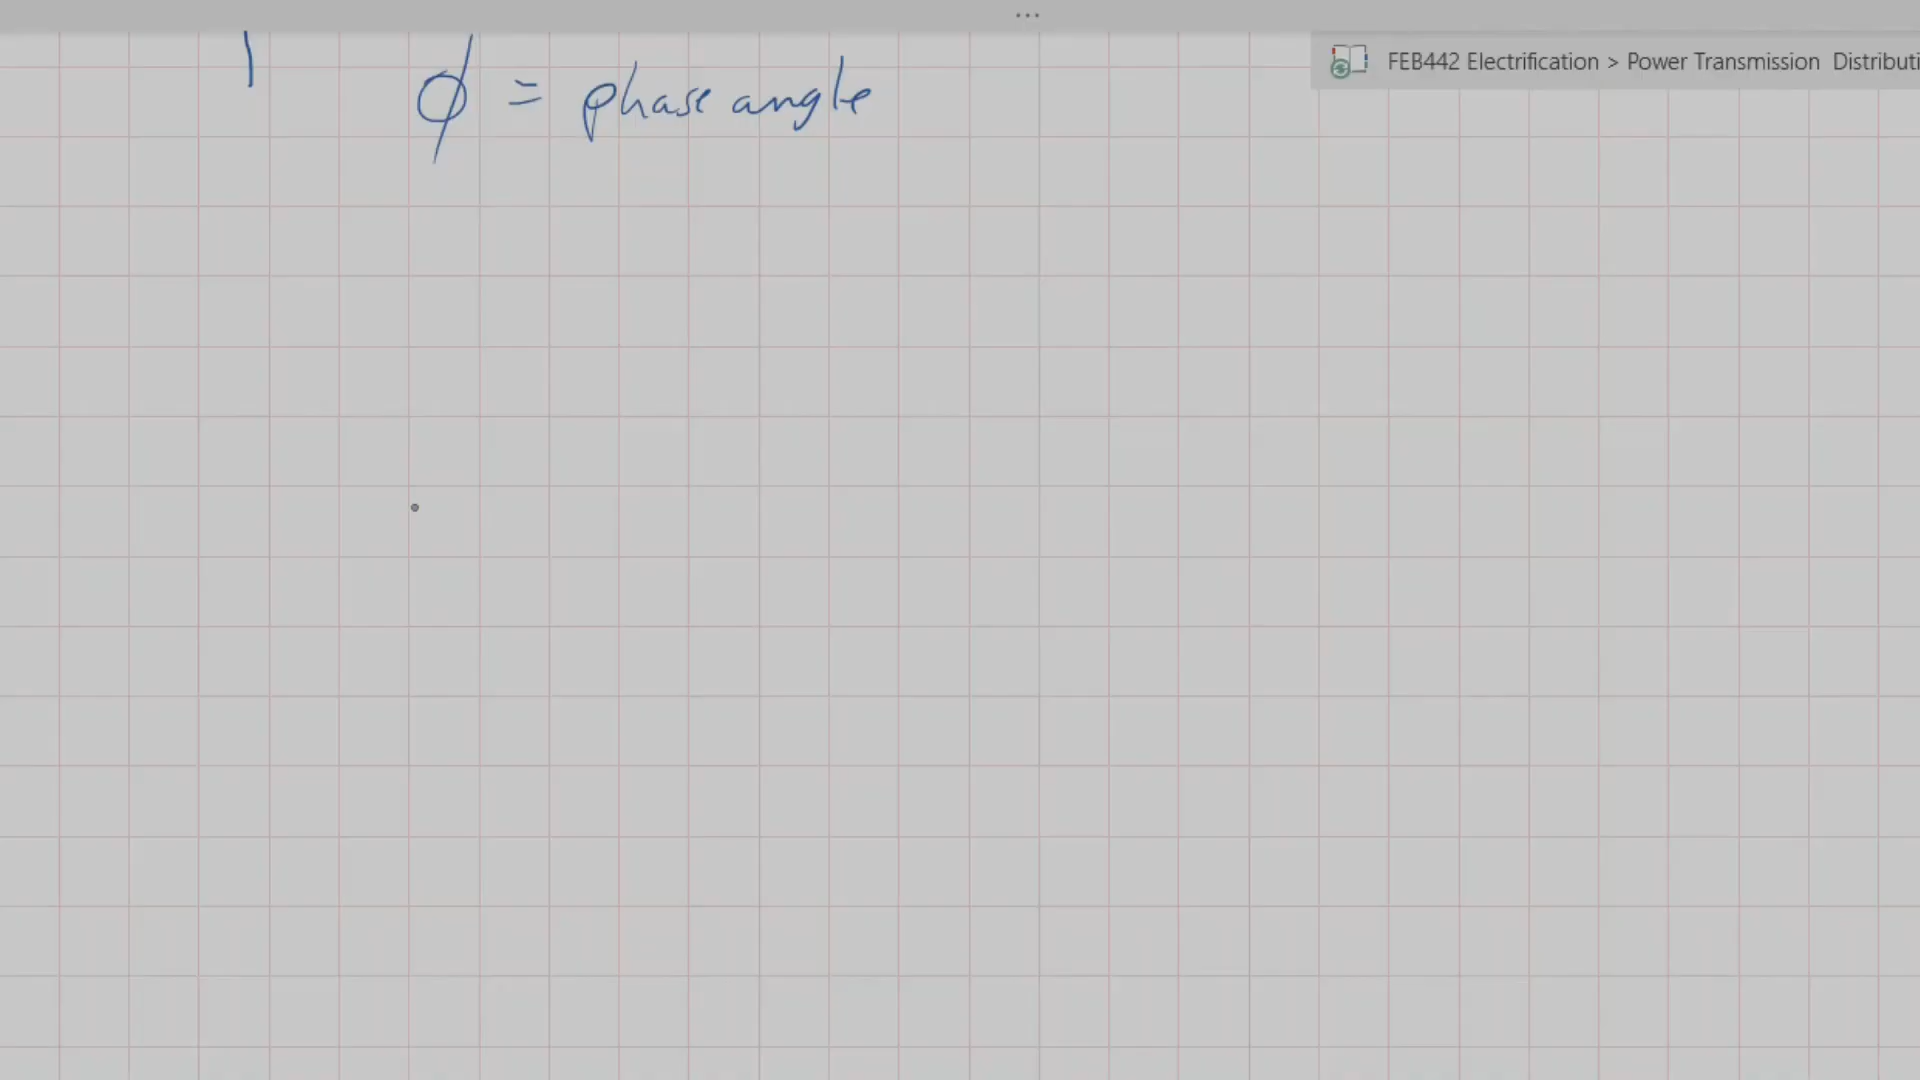 FEB442 Electrification > Power Transmission Distributi
ϕ = phase angle